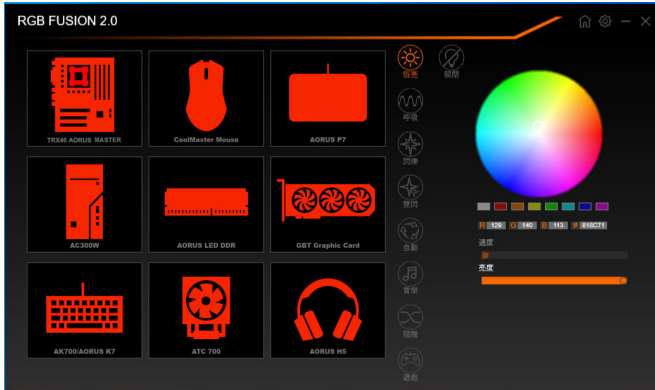 RGB FUSION 2.0
TRX40 AORUS MASTER
CoolMaster Mouse
AORUS P7
AC300W
AORUS LED DDR
GBT Graphic Card
AK700/AORUS K7
ATC 700
AORUS H5
恆亮
關閉
呼吸
閃爍
雙閃
自動
音樂
隨機
遊戲
R 129 G 140 B 113 # 818C71
速度
亮度